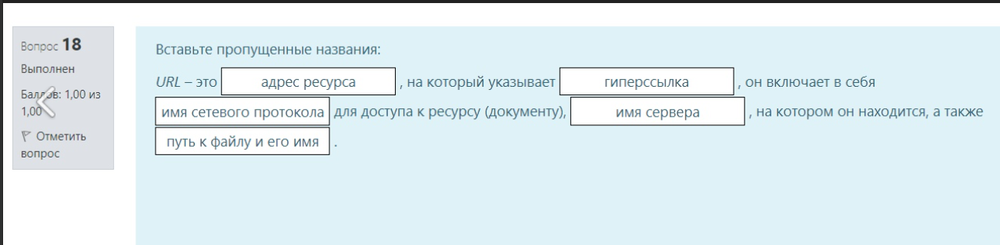 Вопрос 18
Выполнен
Баллов: 1,00 из
1,00
Отметить
вопрос
Вставьте пропущенные названия:
URL – это адрес ресурса , на который указывает гиперссылка , он включает в себя
имя сетевого протокола для доступа к ресурсу (документу), имя сервера , на котором он находится, а также
путь к файлу и его имя .